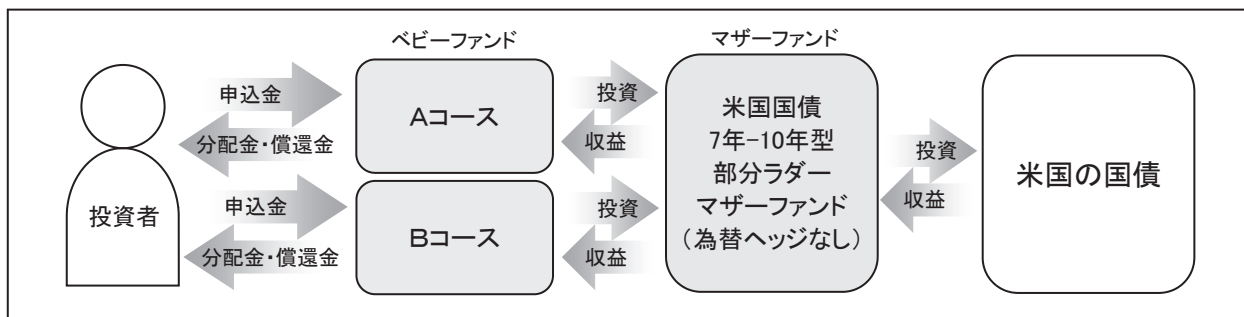 ベビーファンド
マザーファンド
申込金
分配金・償還金
Aコース
投資
収益
投資者
申込金
分配金・償還金
Bコース
投資
収益
米国国債
7年-10年型
部分ラダー
マザーファンド
(為替ヘッジなし)
投資
収益
米国の国債